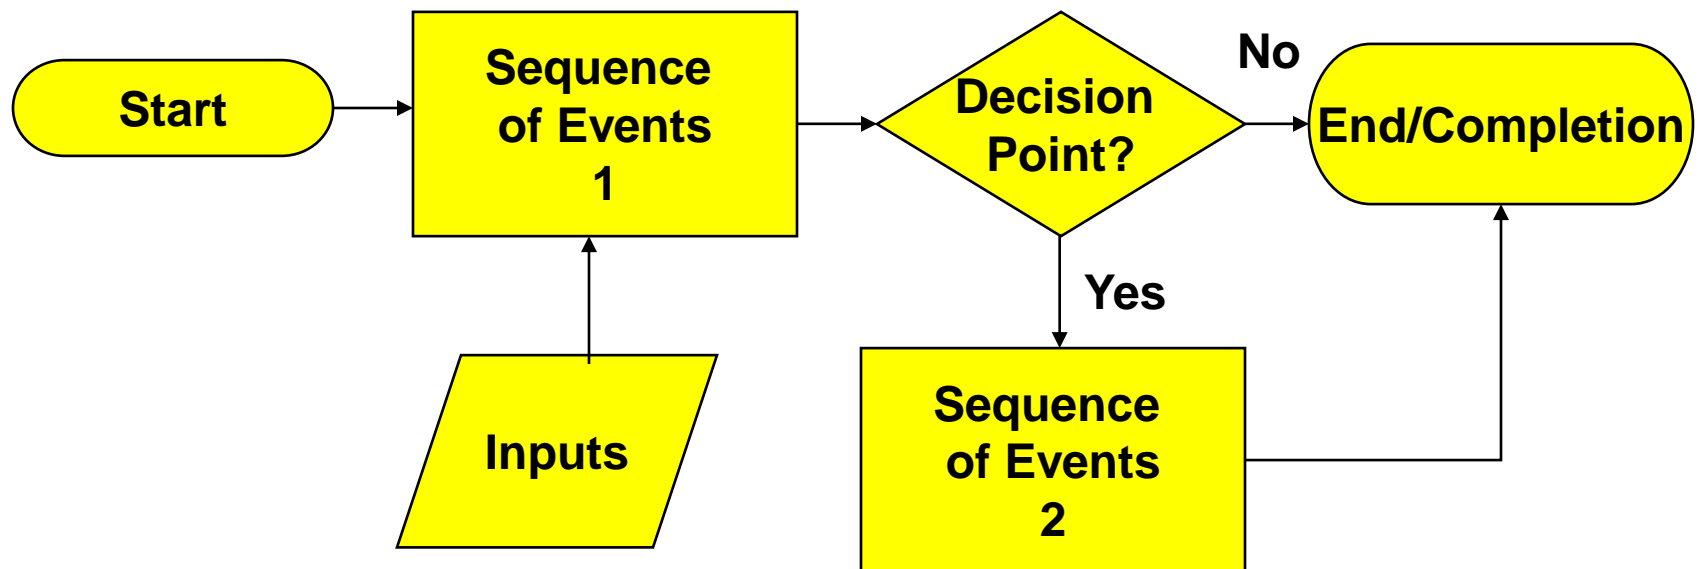 Start
Sequence
of Events
1
Decision
Point?
No
End/Completion
Yes
Inputs
Sequence
of Events
2